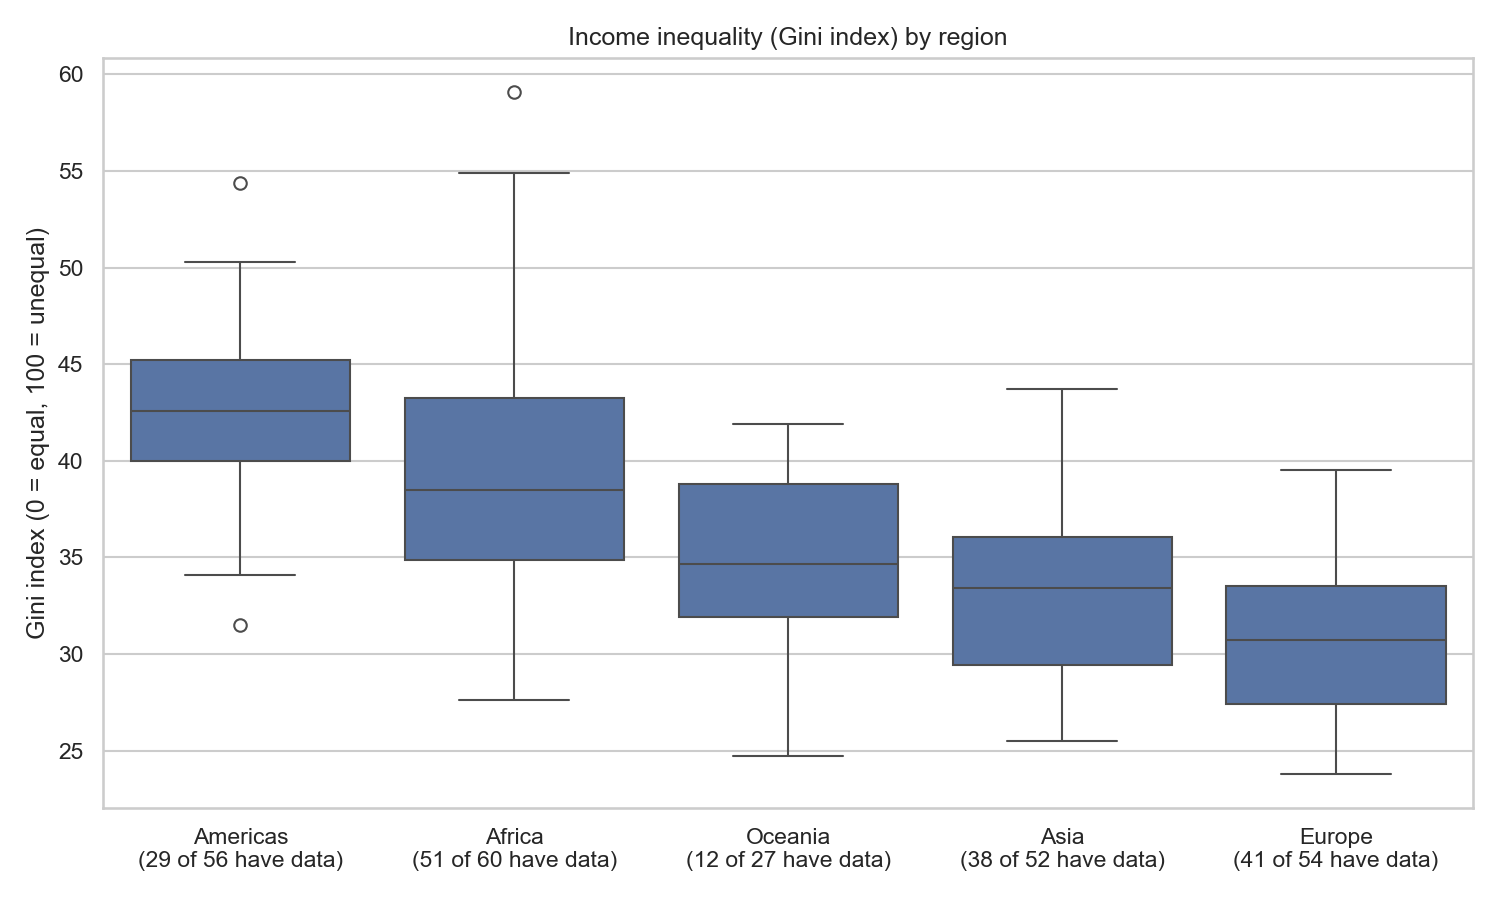 Income inequality (Gini index) by region
Gini index (0 = equal, 100 = unequal)
60
55
50
45
40
35
30
25
Americas
(29 of 56 have data)
Africa
(51 of 60 have data)
Oceania
(12 of 27 have data)
Asia
(38 of 52 have data)
Europe
(41 of 54 have data)